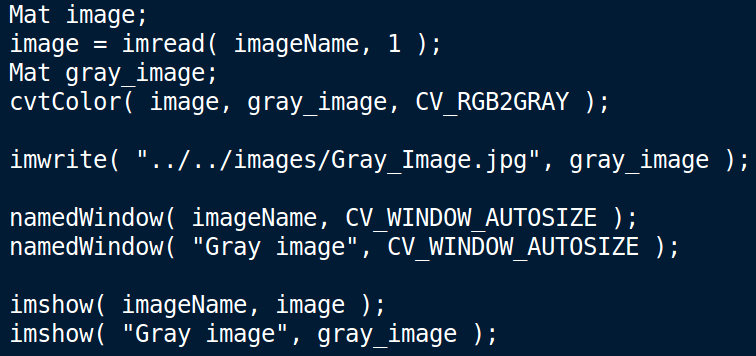 Mat image;
image = imread( imageName, 1 );
Mat gray_image;
cvtColor( image, gray_image, CV_RGB2GRAY );
imwrite( "../../images/Gray_Image.jpg", gray_image );
namedWindow( imageName, CV_WINDOW_AUTOSIZE );
namedWindow( "Gray image", CV_WINDOW_AUTOSIZE );
imshow( imageName, image );
imshow( "Gray image", gray_image );